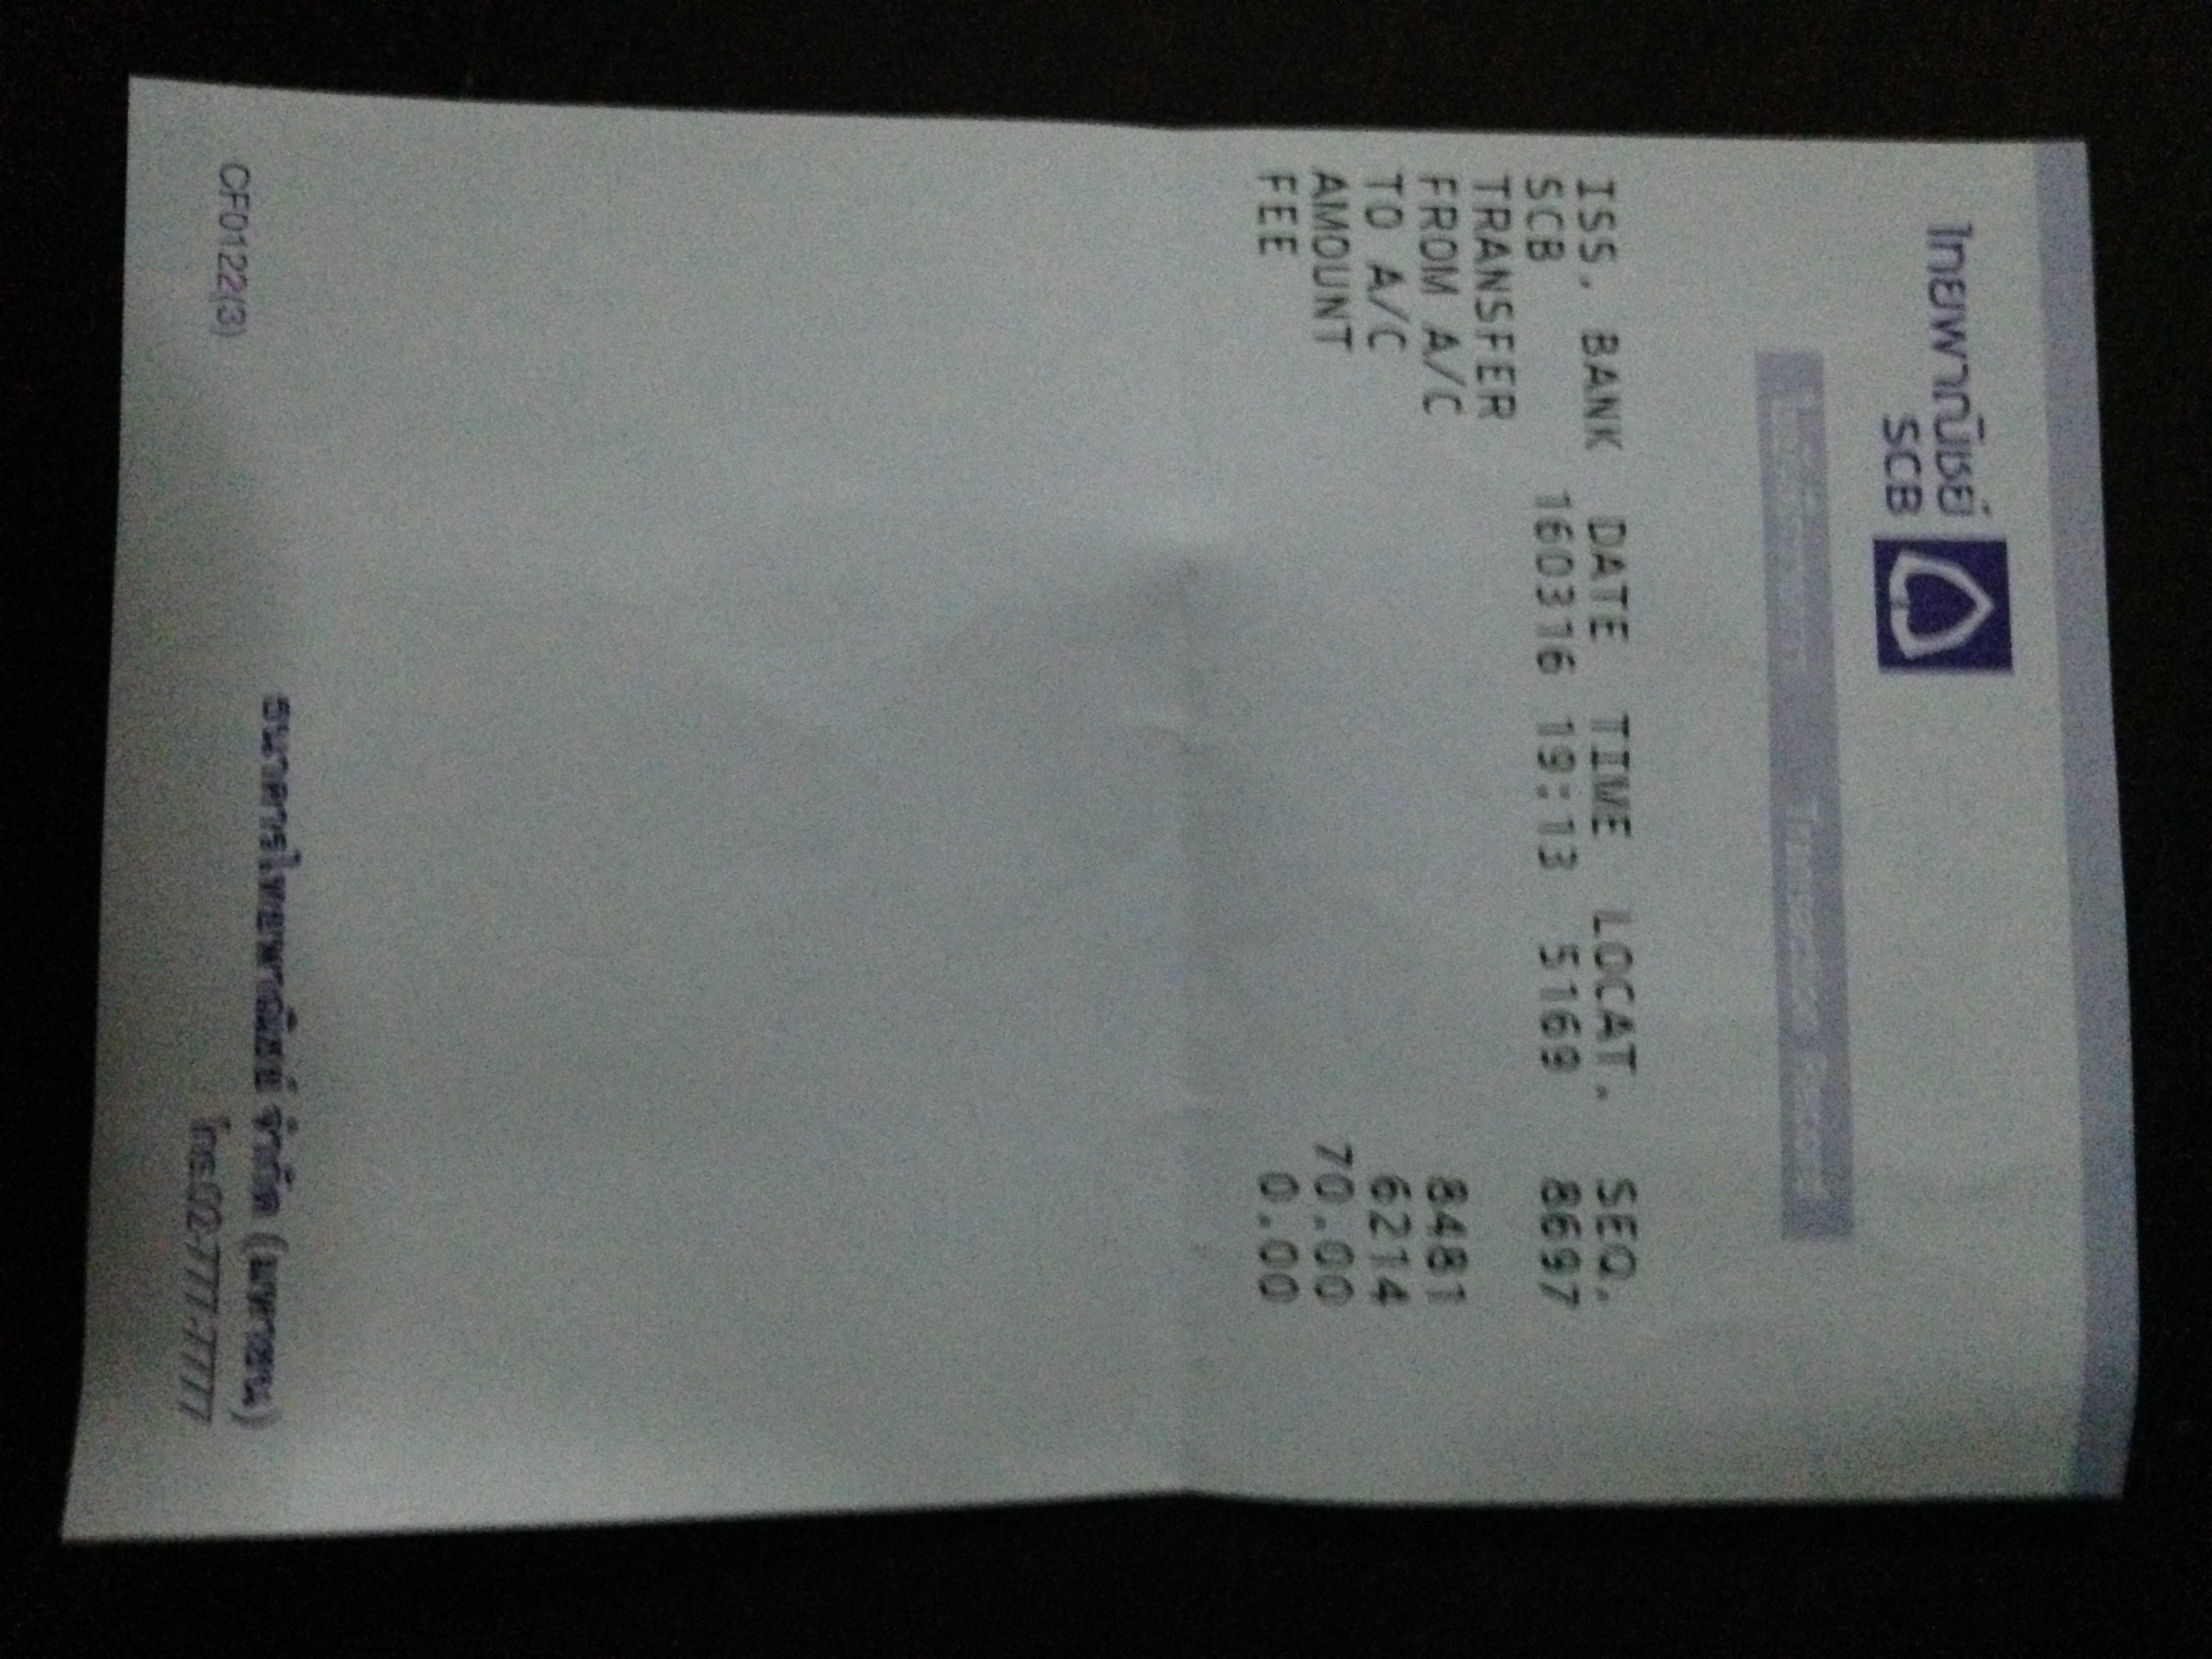 ไทยพาณิชย์
SCB
Transaction Record
ISS. BANK DATE TIME LOCAT. SEQ.
SCB 160316 19:13 5169 8697
TRANSFER
FROM A/C 8481
TO A/C 6214
AMOUNT 70.00
FEE 0.00
ธนาคารไทยพาณิชย์ จำกัด (มหาชน)
CF0122(3) โทร.02-777-7777